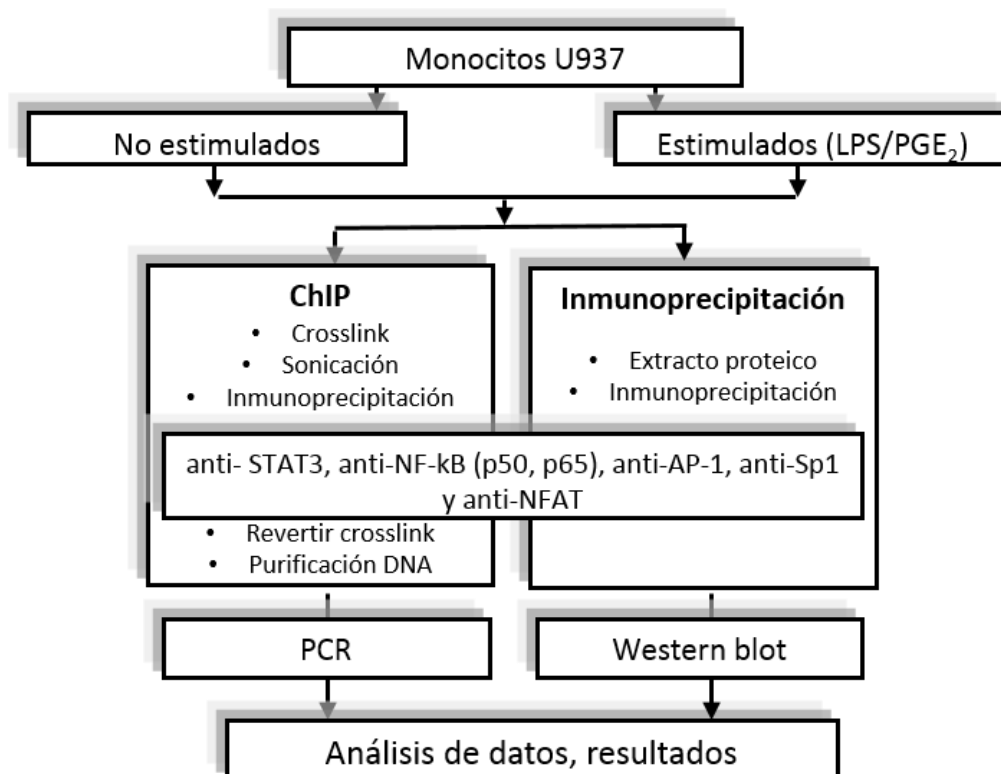 Monocitos U937
No estimulados
Estimulados (LPS/PGE₂)
ChIP
• Crosslink
• Sonicación
• Inmunoprecipitación
Inmunoprecipitación
• Extracto proteico
• Inmunoprecipitación
anti- STAT3, anti-NF-kB (p50, p65), anti-AP-1, anti-Sp1
y anti-NFAT
• Revertir crosslink
• Purificación DNA
PCR
Western blot
Análisis de datos, resultados